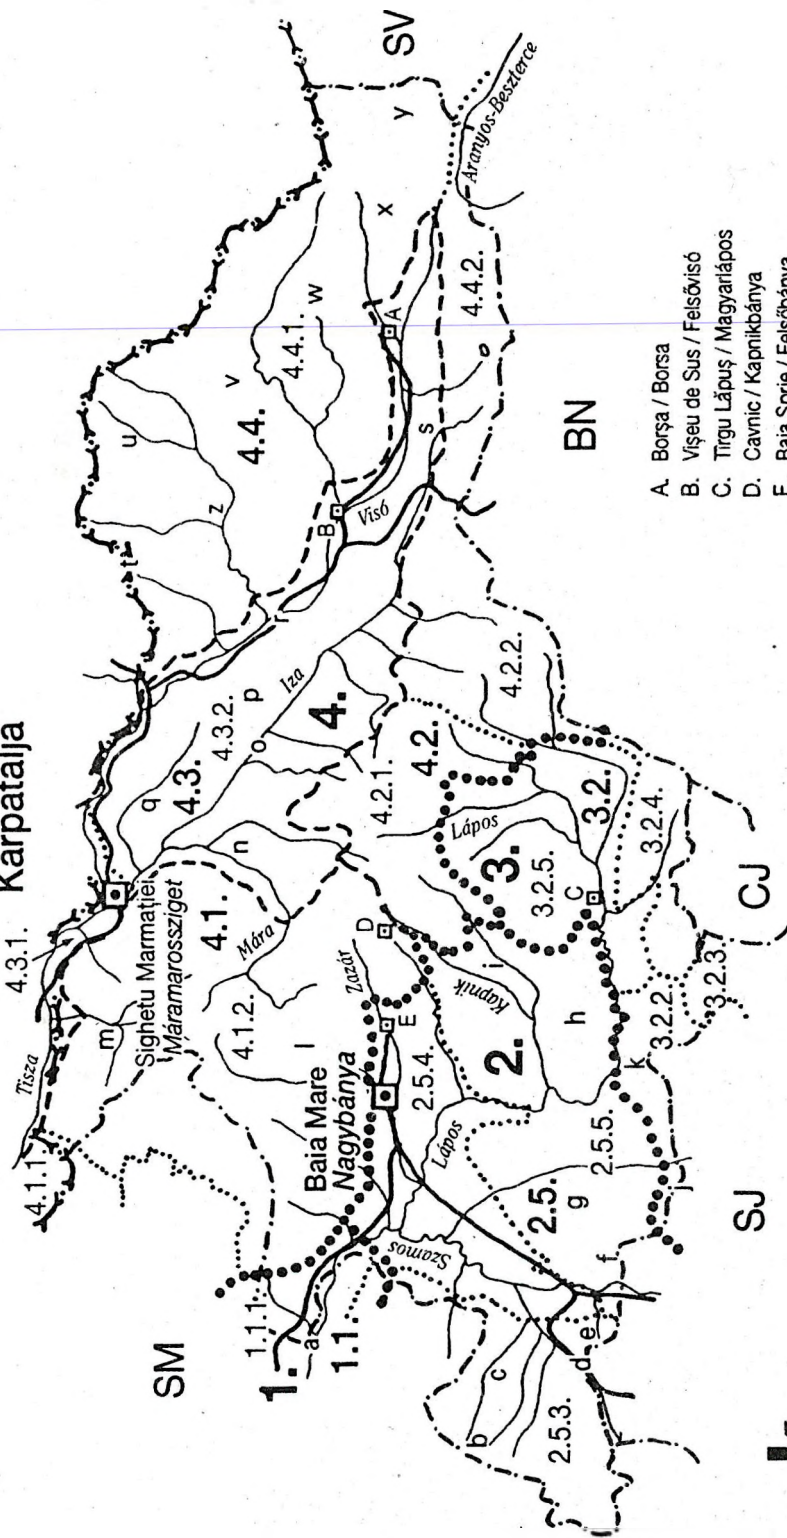 Kárpátalja
SV
SM
BN
SJ
CJ
4.3.1.
Tisza
m
4.1.1.
Sighetu Marmației
Máramarossziget
4.1.
Mára
n
4.1.2.
l
q
4.3.
4.3.2.
p
o
Iza
4.
t
u
z
v
4.4.
4.4.1.
w
x
y
r
B
Visó
A
s
4.4.2.
Aranyos-Beszterce
1.1.1.
1.
a
1.1.
Baia Mare
Nagybánya
Zazár
E
D
2.5.4.
Szamos
Lápos
2.
Kapnik
i
h
4.2.1.
4.2.
4.2.2.
Lápos
3.
3.2.5.
3.2.
C
3.2.4.
b
c
2.5.3.
d
e
f
2.5.
g
2.5.5.
j
k
3.2.2.
3.2.3.
A. Borșa / Borsa
B. Vișeu de Sus / Felsővisó
C. Tîrgu Lăpuș / Magyarlápos
D. Cavnic / Kapnikbánya